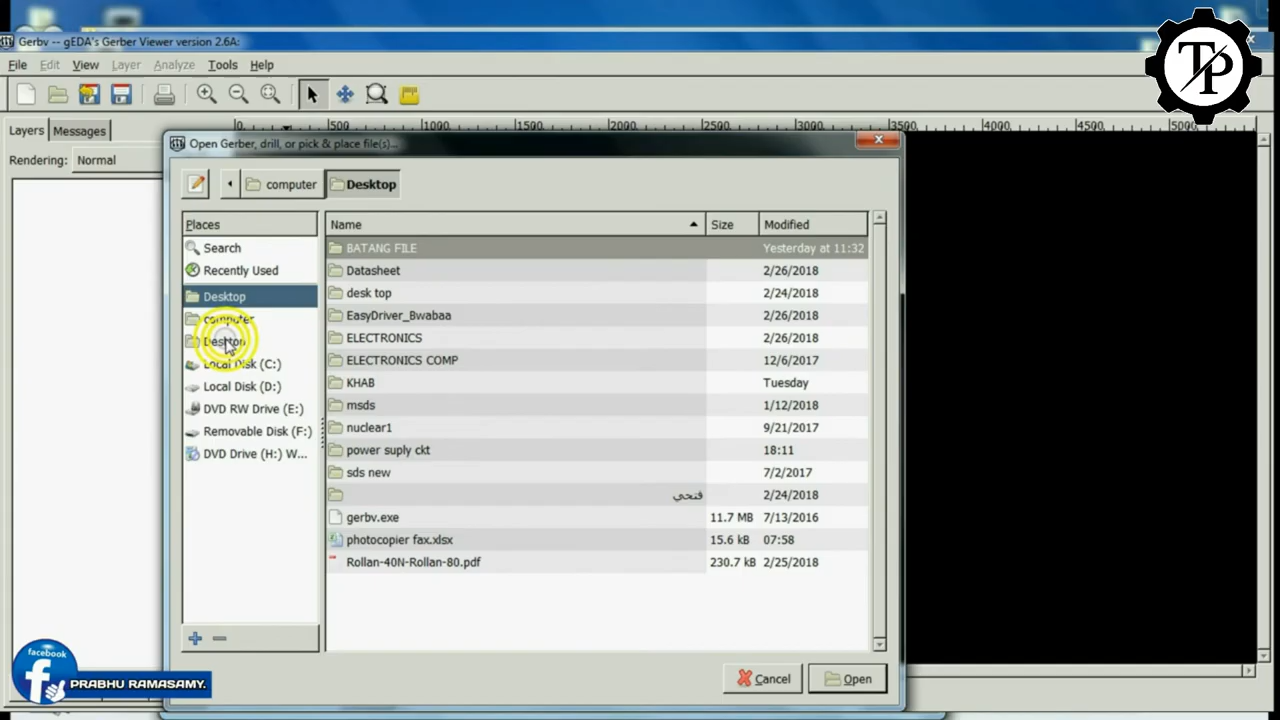 Gerbv -- gEDA's Gerber Viewer version 2.6A:
File Edit View Layer Analyze Tools Help
TP
Layers Messages
0 500 1000 2000 2500 3000 3500 4000 4500 5000
Open Gerber, drill, or pick & place file(s)...
Rendering: Normal
computer Desktop
Places Name Size Modified
Search BATANG FILE Yesterday at 11:32
Recently Used Datasheet 2/26/2018
Desktop desk top 2/24/2018
computer EasyDriver_Bwabaa 2/26/2018
Desktop ELECTRONICS 2/26/2018
Local Disk (C:) ELECTRONICS COMP 12/6/2017
Local Disk (D:) KHAB Tuesday
DVD RW Drive (E:) msds 1/12/2018
Removable Disk (F:) nuclear1 9/21/2017
DVD Drive (H:) W... power suply ckt 18:11
sds new 7/2/2017
فتحي 2/24/2018
gerbv.exe 11.7 MB 7/13/2016
photocopier fax.xlsx 15.6 kB 07:58
Rollan-40N-Rollan-80.pdf 230.7 kB 2/25/2018
Cancel Open
facebook
PRABHU RAMASAMY.